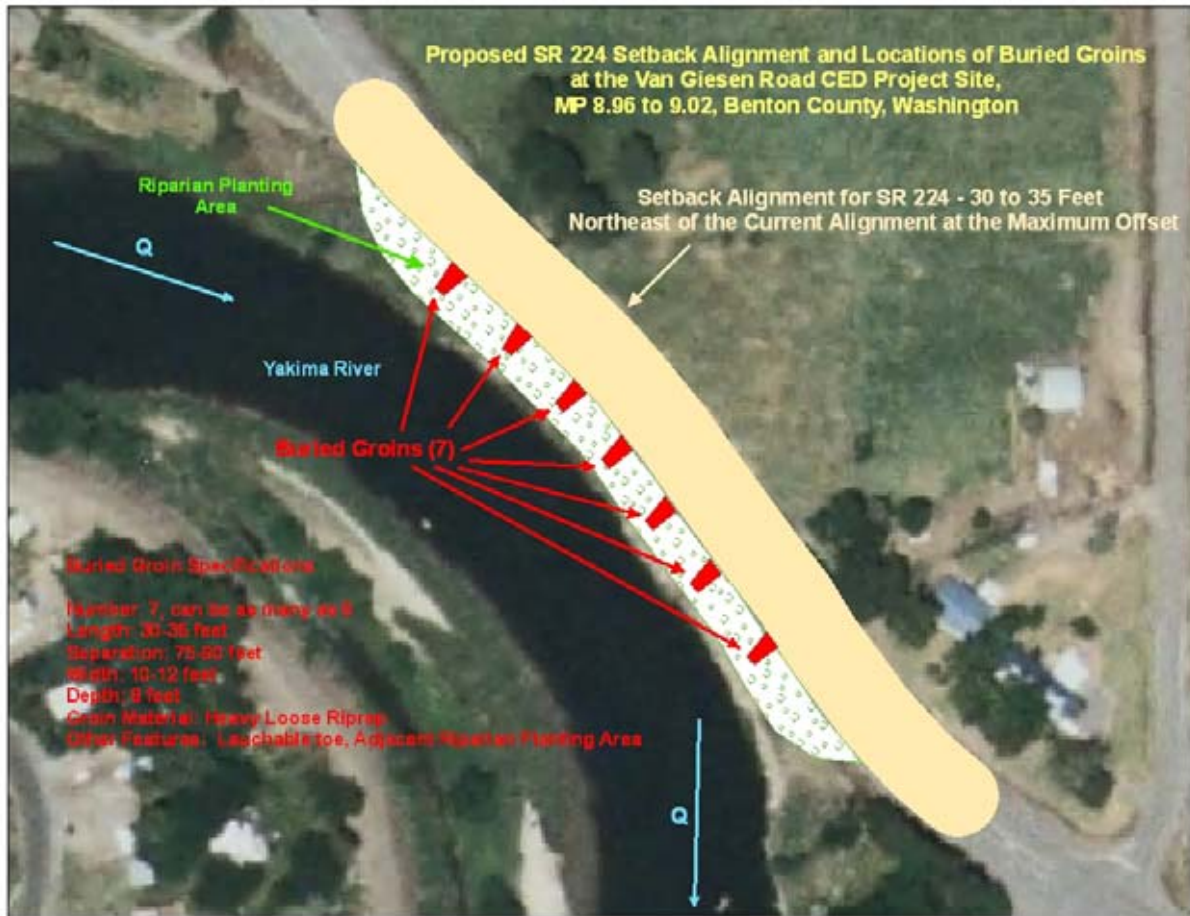 Proposed SR 224 Setback Alignment and Locations of Buried Groins
at the Van Giesen Road CED Project Site,
MP 8.96 to 9.02, Benton County, Washington
Riparian Planting
Area
Setback Alignment for SR 224 - 30 to 35 Feet
Northeast of the Current Alignment at the Maximum Offset
Q
Yakima River
Buried Groins (7)
Buried Groin Specifications
Number: 7, can be as many as
Length: 30-35 feet
Separation: 75-90 feet
Width: 10-12 feet
Depth: feet
Groin Material: Heavy Loose Riprap
Other Features: Lauchable toe, Adjacent Riparian Planting Area
Q